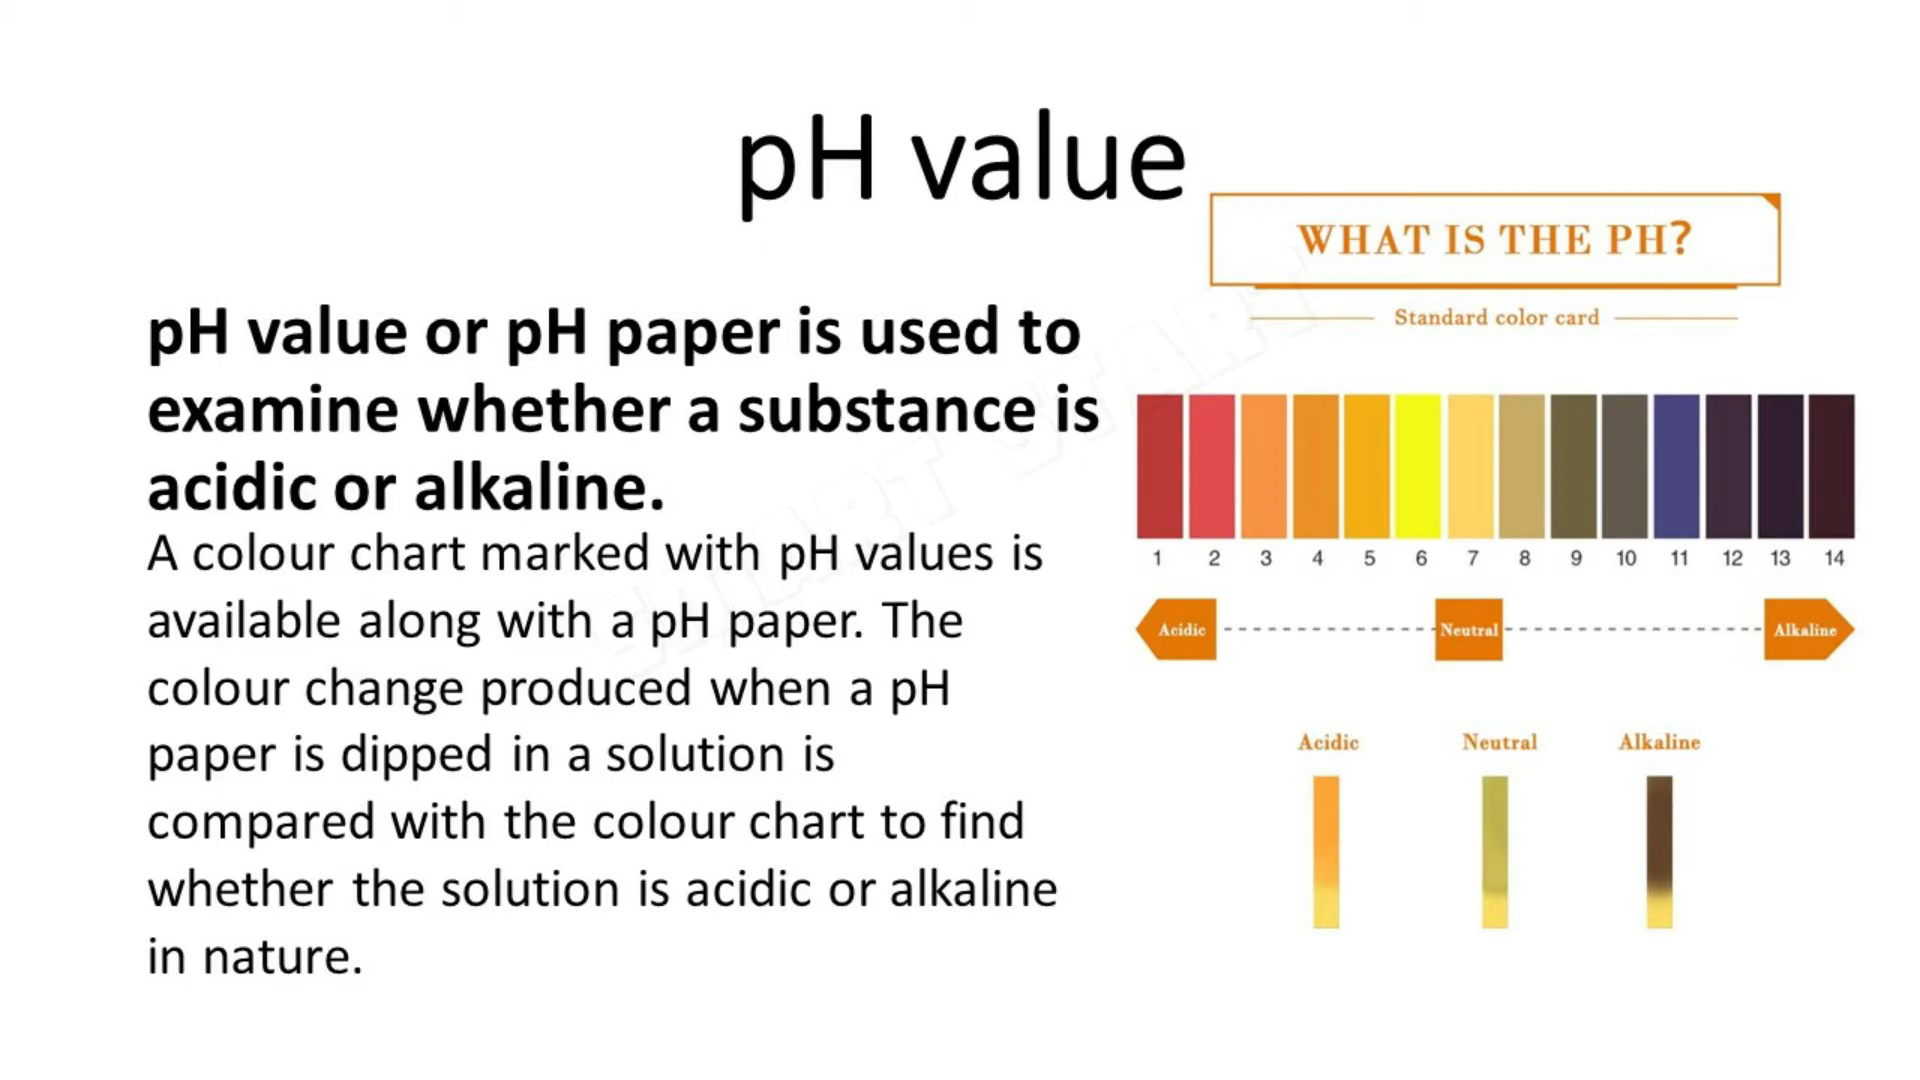 pH value
pH value or pH paper is used to
examine whether a substance is
acidic or alkaline.
A colour chart marked with pH values is
available along with a pH paper. The
colour change produced when a pH
paper is dipped in a solution is
compared with the colour chart to find
whether the solution is acidic or alkaline
in nature.
WHAT IS THE PH?
Standard color card
1 2 3 4 5 6 7 8 9 10 11 12 13 14
Acidic Neutral Alkaline
Acidic Neutral Alkaline
SMART START